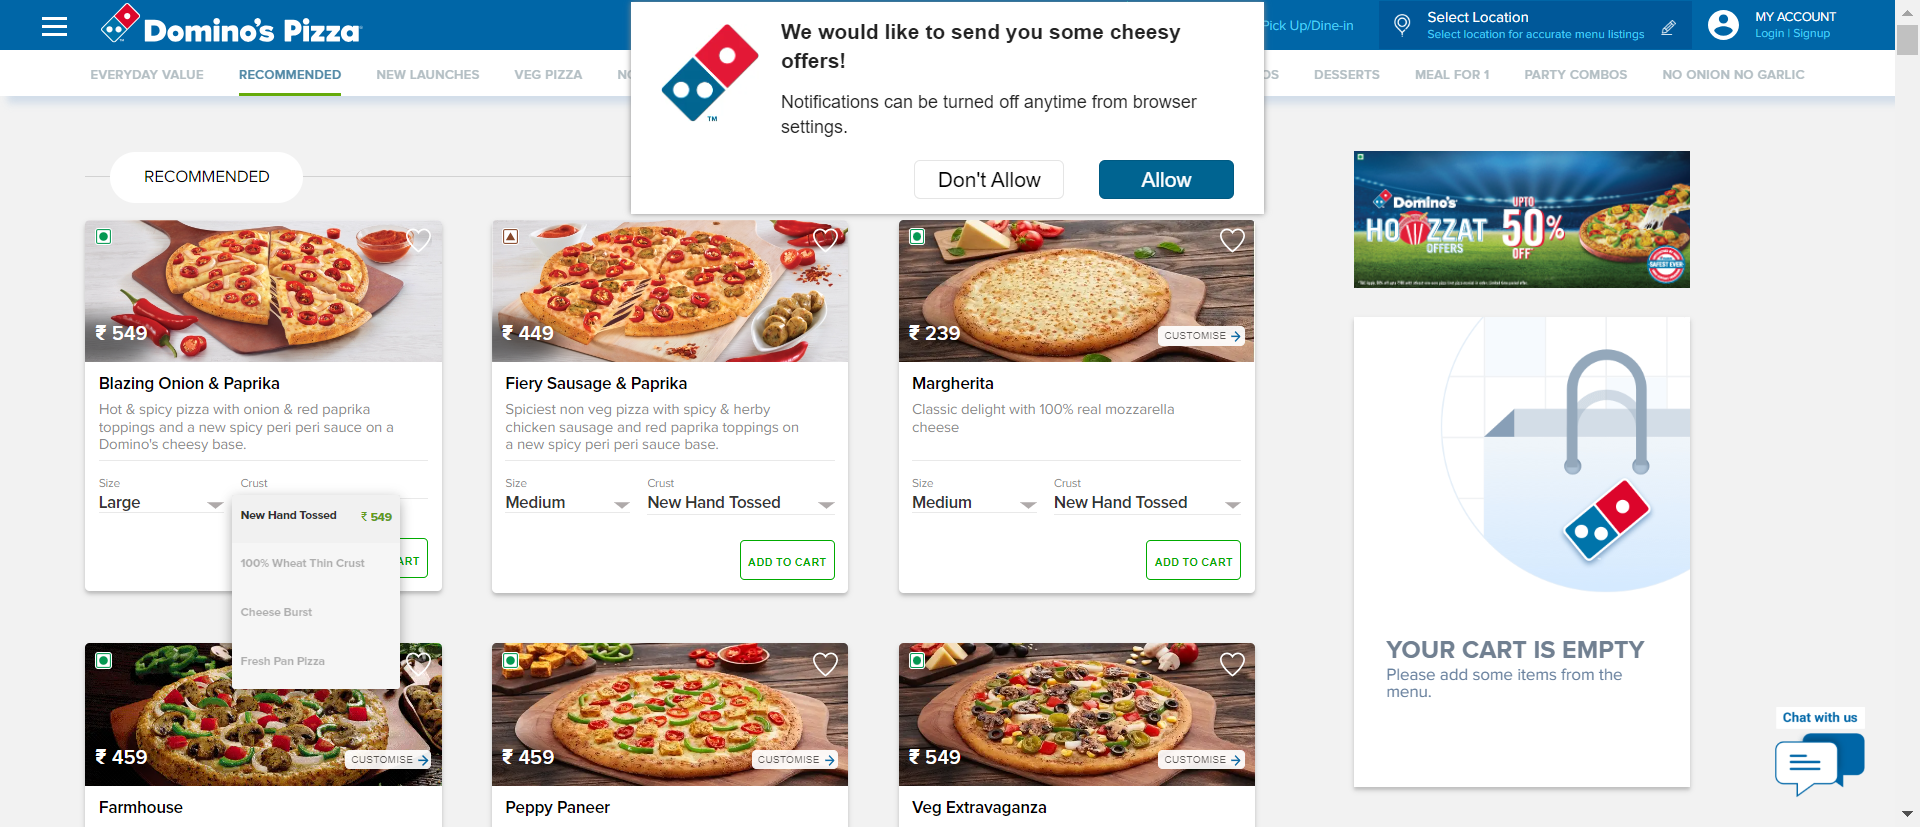 Domino's Pizza
We would like to send you some cheesy
offers!
Notifications can be turned off anytime from browser
settings.
Don't Allow
Allow
TM
Pick Up/Dine-in
Select Location
Select location for accurate menu listings
MY ACCOUNT
Login | Signup
EVERYDAY VALUE
RECOMMENDED
NEW LAUNCHES
VEG PIZZA
DESSERTS
MEAL FOR 1
PARTY COMBOS
NO ONION NO GARLIC
RECOMMENDED
₹ 549
Blazing Onion & Paprika
Hot & spicy pizza with onion & red paprika
toppings and a new spicy peri peri sauce on a
Domino's cheesy base.
Size
Crust
Large
New Hand Tossed ₹ 549
100% Wheat Thin Crust
Cheese Burst
Fresh Pan Pizza
₹ 449
Fiery Sausage & Paprika
Spiciest non veg pizza with spicy & herby
chicken sausage and red paprika toppings on
a new spicy peri peri sauce base.
Size
Crust
Medium
New Hand Tossed
ADD TO CART
₹ 239
CUSTOMISE
Margherita
Classic delight with 100% real mozzarella
cheese
Size
Crust
Medium
New Hand Tossed
ADD TO CART
Domino's
HOWZZAT
OFFERS
UPTO
50%
OFF
YOUR CART IS EMPTY
Please add some items from the
menu.
₹ 459
CUSTOMISE
Farmhouse
₹ 459
CUSTOMISE
Peppy Paneer
₹ 549
CUSTOMISE
Veg Extravaganza
Chat with us